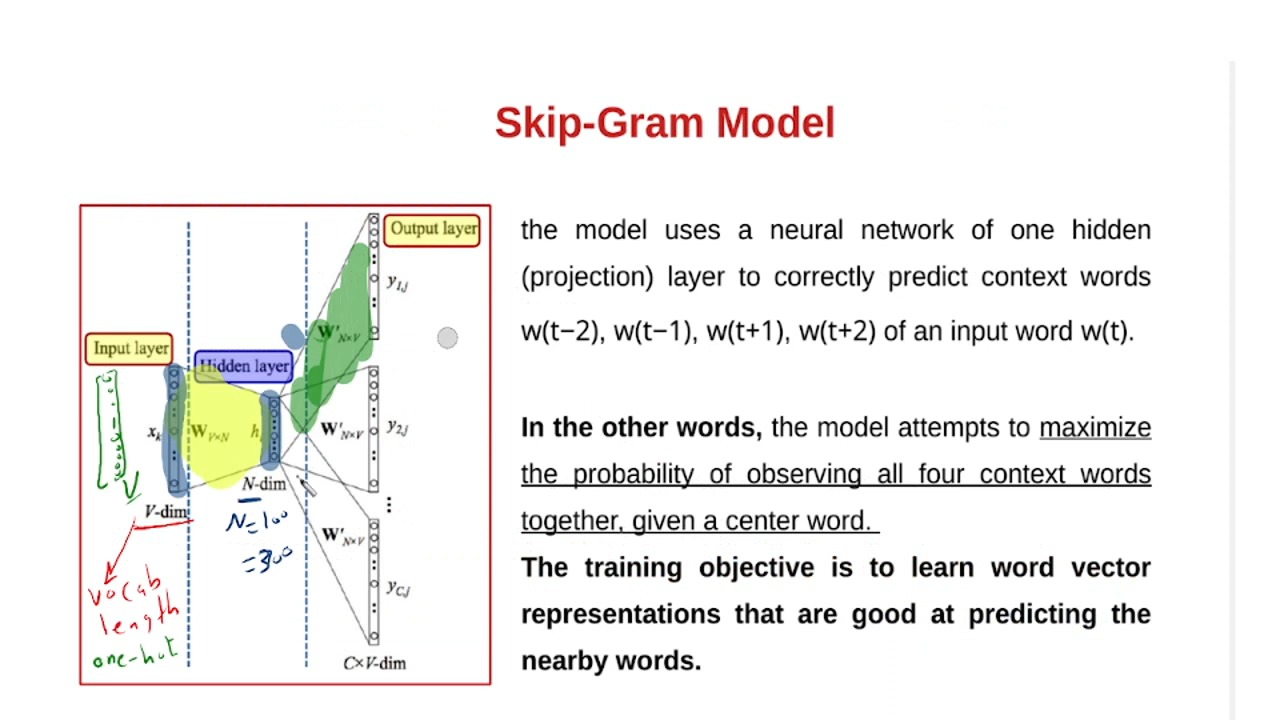 Skip-Gram Model
Output layer
y1,j
W'N×V
Input layer
Hidden layer
xk
WV×N
hi
W'N×V
y2,j
N-dim
V-dim
V
N=100
=300
W'N×V
yC,j
vocab
length
one-hot
C×V-dim
the model uses a neural network of one hidden
(projection) layer to correctly predict context words
w(t−2), w(t−1), w(t+1), w(t+2) of an input word w(t).
In the other words, the model attempts to maximize
the probability of observing all four context words
together, given a center word.
The training objective is to learn word vector
representations that are good at predicting the
nearby words.